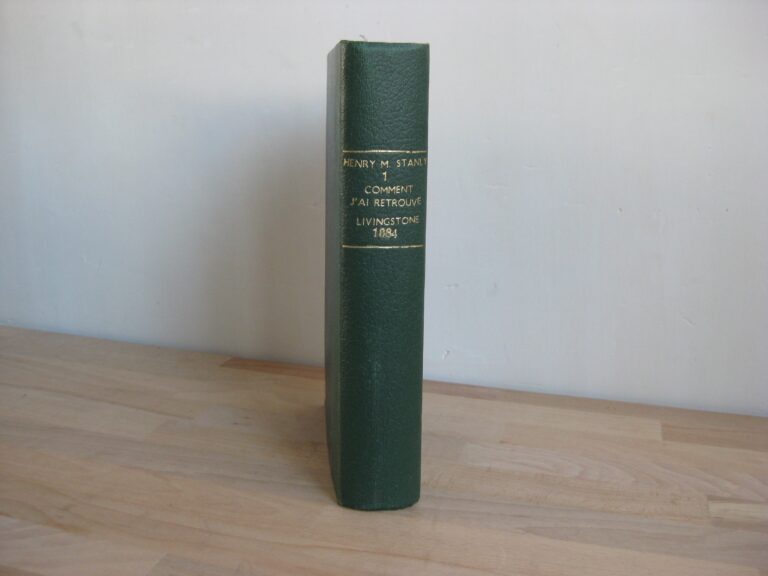 HENRY M. STANLY
1
COMMENT
J'AI RETROUVÉ
LIVINGSTONE
1884